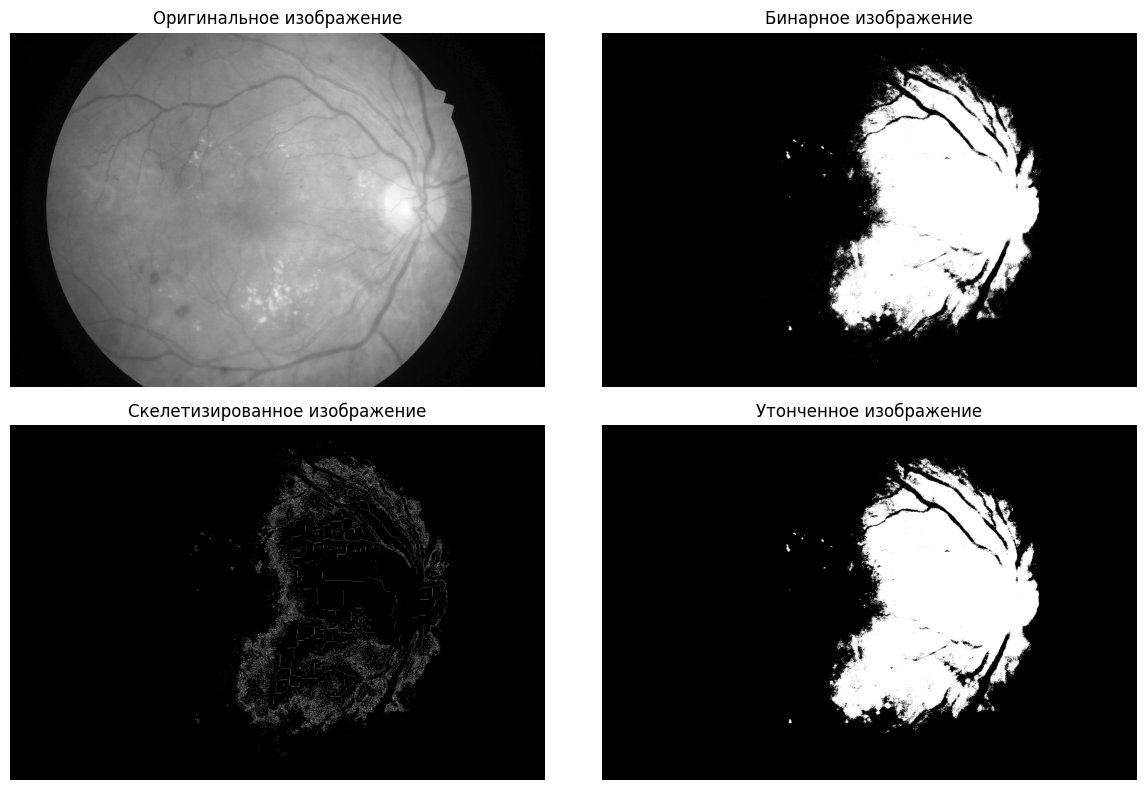 Оригинальное изображение
Бинарное изображение
Скелетизированное изображение
Утонченное изображение